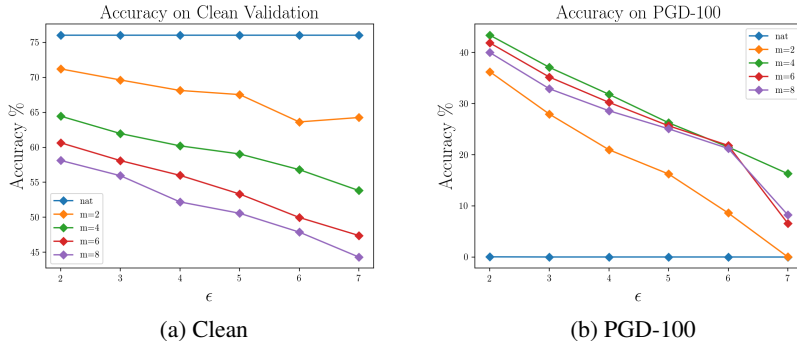 Accuracy on Clean Validation
Accuracy %
75
70
65
60
55
50
45
nat
m=2
m=4
m=6
m=8
2 3 4 5 6 7
ϵ
(a) Clean
Accuracy on PGD-100
Accuracy %
40
30
20
10
0
nat
m=2
m=4
m=6
m=8
2 3 4 5 6 7
ϵ
(b) PGD-100